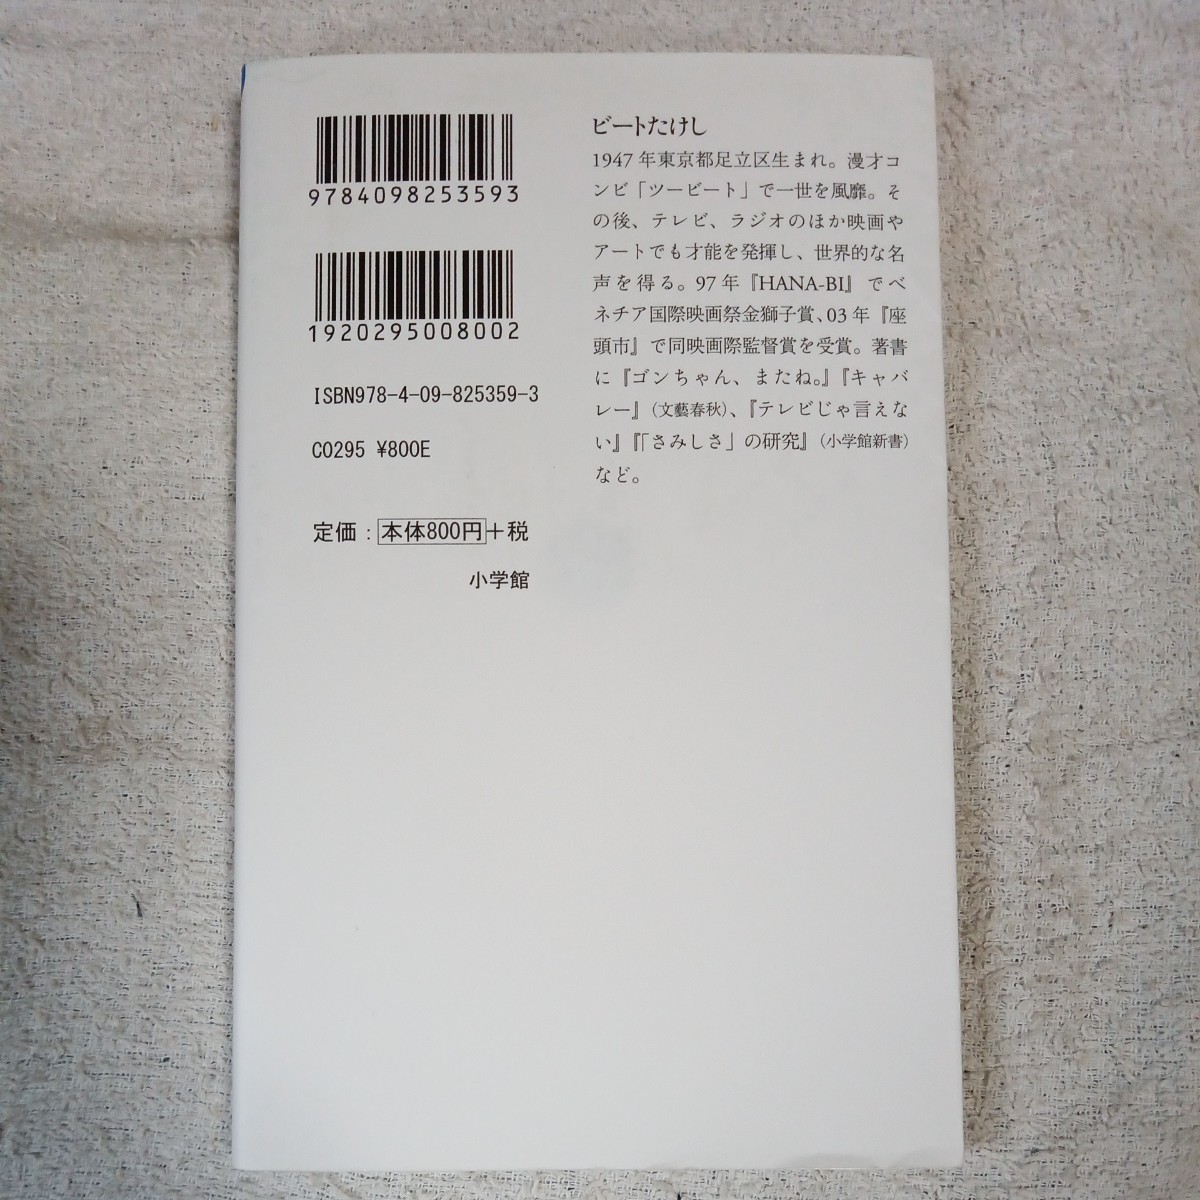 9784098253593
1920295008002
ISBN978-4-09-825359-3
C0295 ¥800E
定価：本体800円+税
小学館
ビートたけし
1947年東京都足立区生まれ。漫才コ
ンビ「ツービート」で一世を風靡。そ
の後、テレビ、ラジオのほか映画や
アートでも才能を発揮し、世界的な名
声を得る。97年『HANA-BI』でベ
ネチア国際映画祭金獅子賞、03年『座
頭市』で同映画際監督賞を受賞。著書
に『ゴンちゃん、またね。』『キャバ
レー』（文藝春秋）、『テレビじゃ言えな
い』『「さみしさ」の研究』（小学館新書）
など。